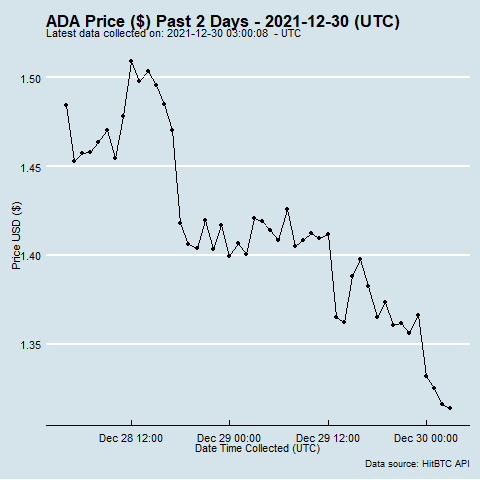 ADA Price ($) Past 2 Days - 2021-12-30 (UTC)
Latest data collected on: 2021-12-30 03:00:08  - UTC
Price USD ($)
1.50
1.45
1.40
1.35
Dec 28 12:00 Dec 29 00:00 Dec 29 12:00 Dec 30 00:00
Date Time Collected (UTC)
Data source: HitBTC API